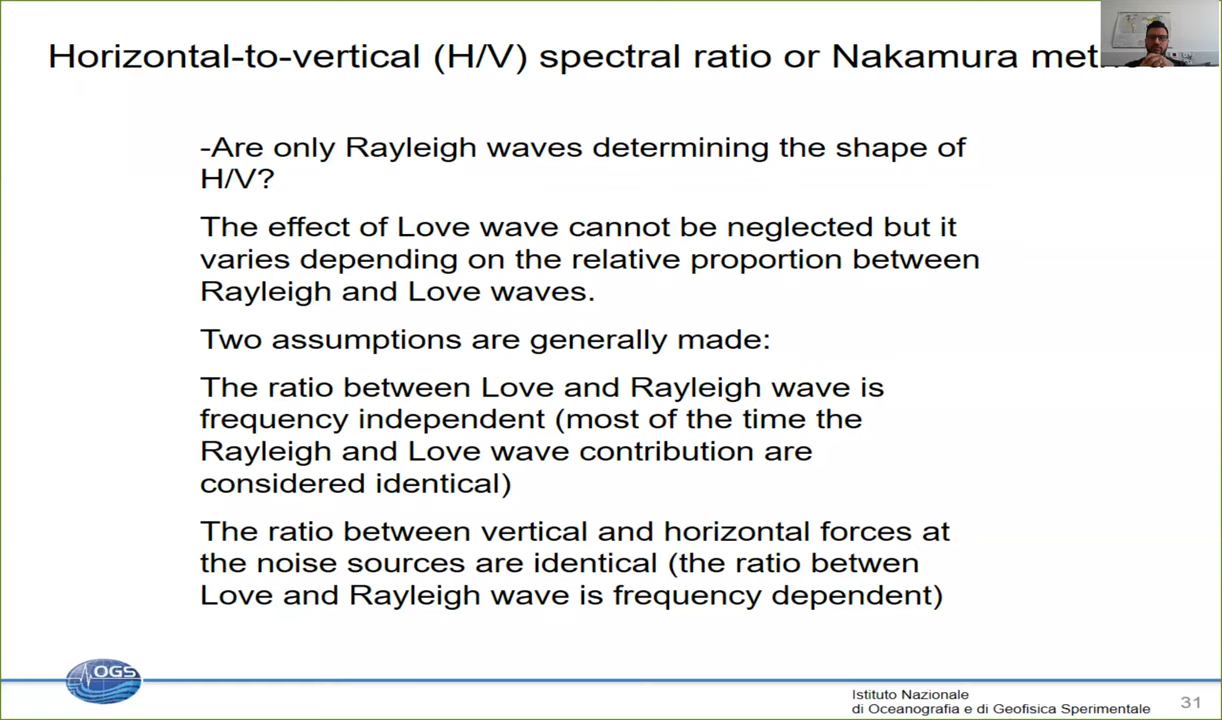 Horizontal-to-vertical (H/V) spectral ratio or Nakamura
-Are only Rayleigh waves determining the shape of
H/V?
The effect of Love wave cannot be neglected but it
varies depending on the relative proportion between
Rayleigh and Love waves.
Two assumptions are generally made:
The ratio between Love and Rayleigh wave is
frequency independent (most of the time the
Rayleigh and Love wave contribution are
considered identical)
The ratio between vertical and horizontal forces at
the noise sources are identical (the ratio betwen
Love and Rayleigh wave is frequency dependent)
OGS
Istituto Nazionale
di Oceanografia e di Geofisica Sperimentale
31